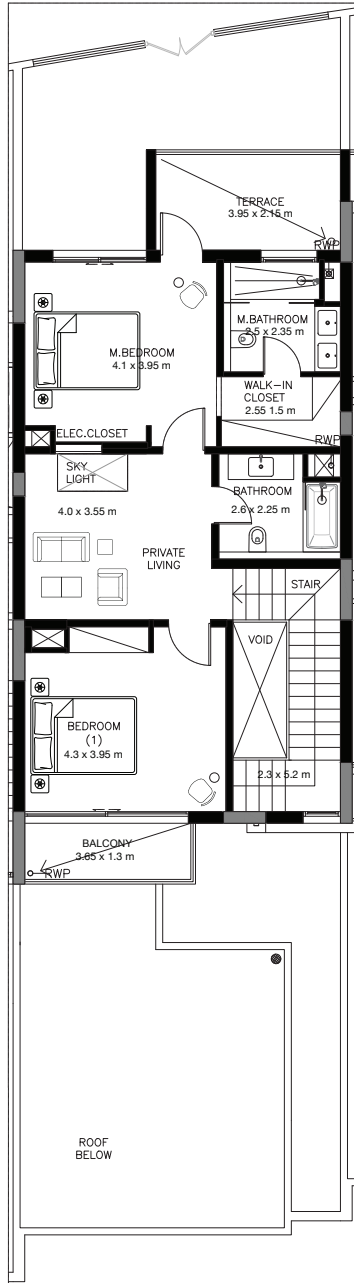 TERRACE
3.95 x 2.15 m
RWP
M.BATHROOM
2.5 x 2.35 m
M.BEDROOM
4.1 x 3.95 m
WALK-IN
CLOSET
2.55 1.5 m
ELEC.CLOSET
RWP
SKY
LIGHT
BATHROOM
2.6 x 2.25 m
4.0 x 3.55 m
PRIVATE
LIVING
STAIR
VOID
BEDROOM
(1)
4.3 x 3.95 m
2.3 x 5.2 m
BALCONY
3.65 x 1.3 m
RWP
ROOF
BELOW